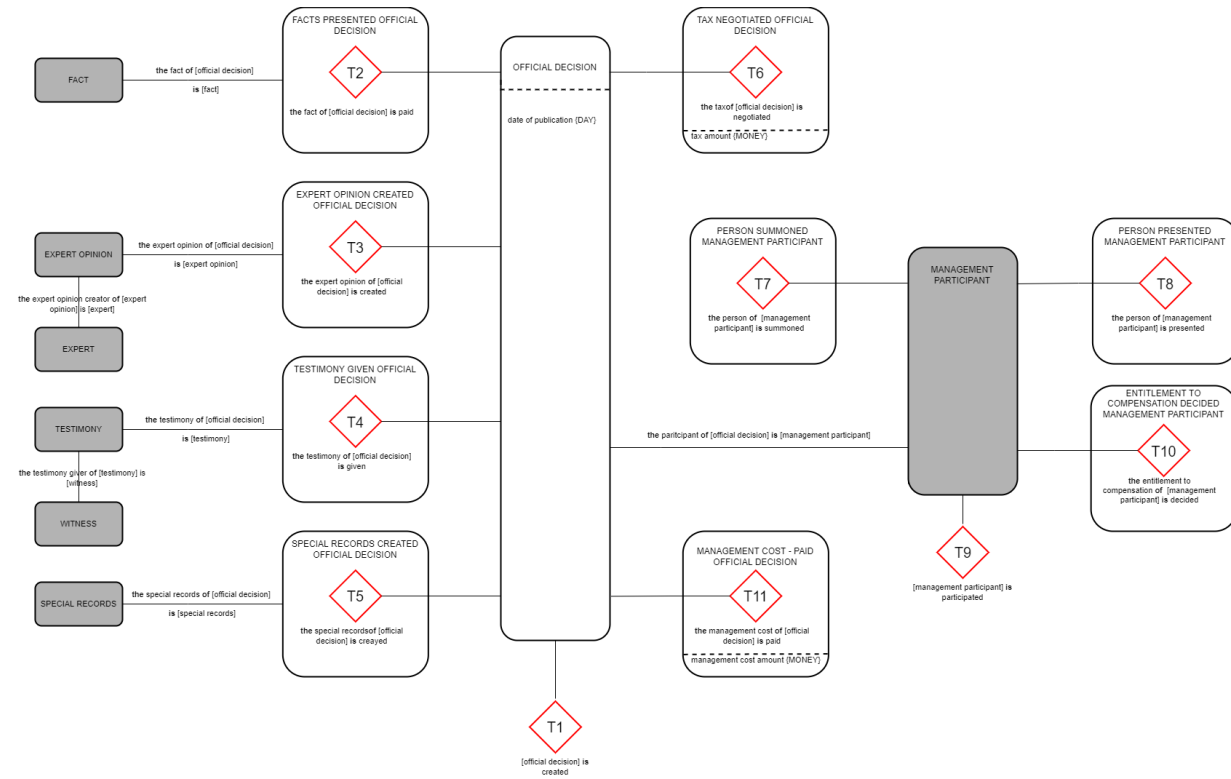 FACTS PRESENTED OFFICIAL
DECISION
T2
the fact of [official decision] is paid
FACT
the fact of [official decision]
is [fact]
OFFICIAL DECISION
date of publication {DAY}
TAX NEGOTIATED OFFICIAL
DECISION
T6
the taxof [official decision] is
negotiated
tax amount {MONEY}
EXPERT OPINION CREATED
OFFICIAL DECISION
T3
the expert opinion of [official
decision] is created
EXPERT OPINION
the expert opinion of [official decision]
is [expert opinion]
the expert opinion creator of [expert
opinion] is [expert]
EXPERT
PERSON SUMMONED
MANAGEMENT PARTICIPANT
T7
the person of [management
participant] is summoned
MANAGEMENT
PARTICIPANT
PERSON PRESENTED
MANAGEMENT PARTICIPANT
T8
the person of [management
participant] is presented
TESTIMONY GIVEN OFFICIAL
DECISION
T4
the testimony of [official decision]
is given
TESTIMONY
the testimony of [official decision]
is [testimony]
the testimony giver of [testimony] is
[witness]
WITNESS
the paritcipant of [official decision] is [management participant]
ENTITLEMENT TO
COMPENSATION DECIDED
MANAGEMENT PARTICIPANT
T10
the entitlement to
compensation of [management
participant] is decided
SPECIAL RECORDS CREATED
OFFICIAL DECISION
T5
the special recordsof [official
decision] is creayed
SPECIAL RECORDS
the special records of [official decision]
is [special records]
MANAGEMENT COST - PAID
OFFICIAL DECISION
T11
the management cost of [official
decision] is paid
management cost amount {MONEY}
T9
[management participant] is
participated
T1
[official decision] is
created